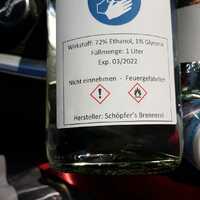 Wirkstoff: 72% Ethanol, 1% Glycerin
Füllmenge: 1 Liter
Exp. 03/2022
Nicht einnehmen - Feuergefährlich
Hersteller: Schöpfer's Brennerei